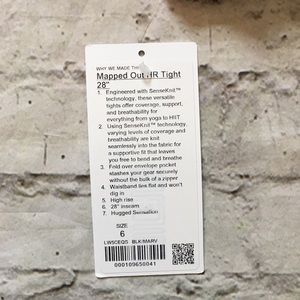 WHY WE MADE THIS
Mapped Out HR Tight
28"
1. Engineered with SenseKnit™
technology, these versatile
tights offer coverage, support,
and breathability for
everything from yoga to HIIT
2. Using SenseKnit™ technology,
varying levels of coverage and
breathability are knit
seamlessly into the fabric for
a supportive fit that leaves
you free to bend and breathe
3. Fold over envelope pocket
stashes your gear securely
without the bulk of a zipper
4. Waistband lies flat and won't
dig in
5. High rise
6. 28" inseam
7. Hugged Sensation
SIZE
6
LW5CEQS BLK/MARV
000109650041